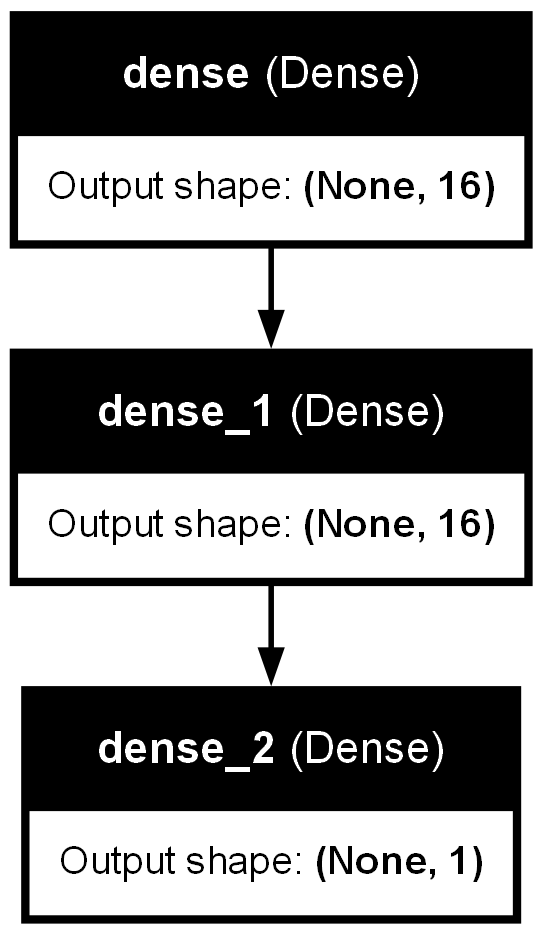 dense (Dense)
Output shape: (None, 16)
dense_1 (Dense)
Output shape: (None, 16)
dense_2 (Dense)
Output shape: (None, 1)